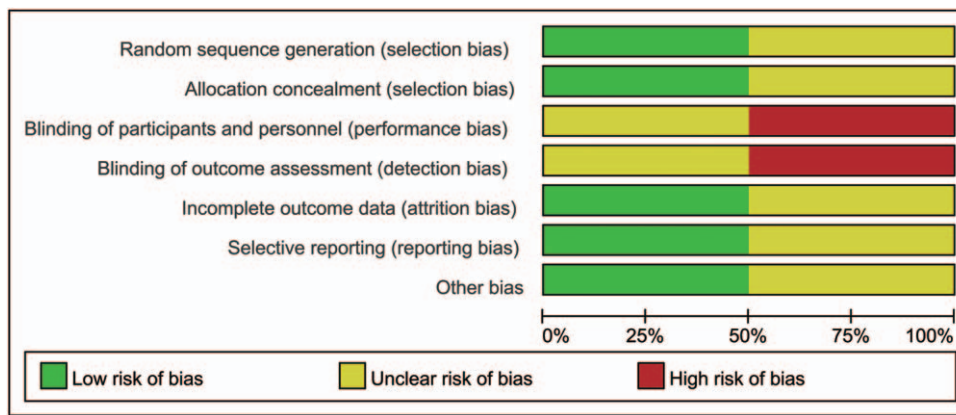 Random sequence generation (selection bias)
Allocation concealment (selection bias)
Blinding of participants and personnel (performance bias)
Blinding of outcome assessment (detection bias)
Incomplete outcome data (attrition bias)
Selective reporting (reporting bias)
Other bias
0% 25% 50% 75% 100%
Low risk of bias Unclear risk of bias High risk of bias